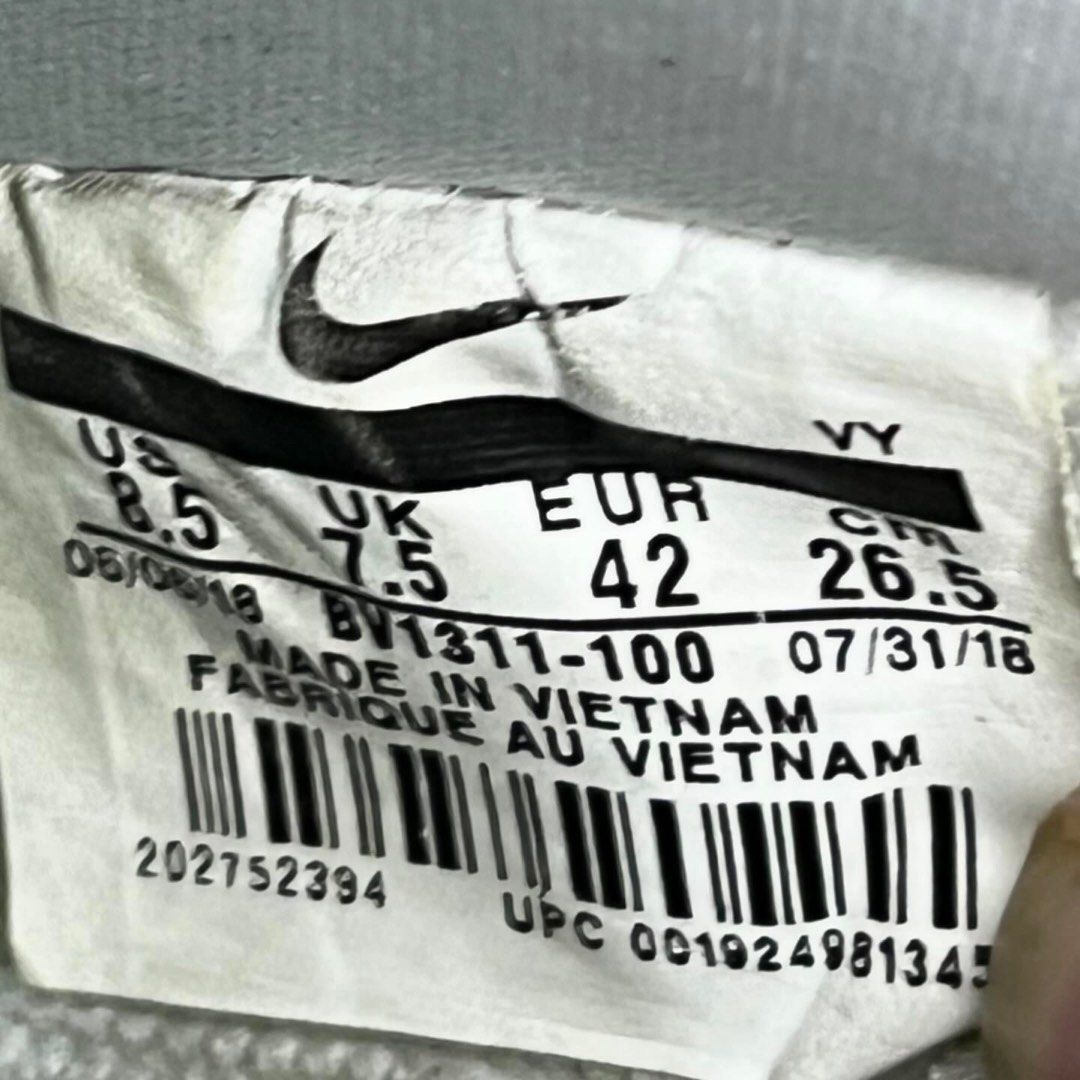 VY
US UK EUR cm
8.5 7.5 42 26.5
BV1311-100 07/31/18
MADE IN VIETNAM
FABRIQUE AU VIETNAM
202752394
UPC